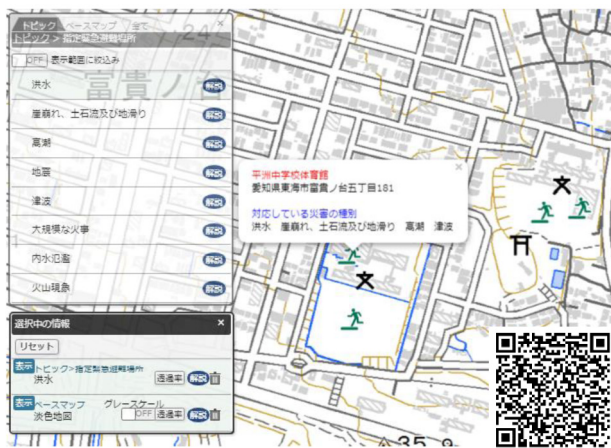 トピック ベースマップ 全て ×
トピック > 指定緊急避難場所
OFF 表示範囲に絞込み
洪水 解説
崖崩れ、土石流及び地滑り 解説
高潮 解説
地震 解説
津波 解説
大規模な火事 解説
内水氾濫 解説
火山現象 解説
24
富貴ノ台
×
平洲中学校体育館
愛知県東海市富貴ノ台五丁目181
対応している災害の種別
洪水 崖崩れ、土石流及び地滑り 高潮 津波
選択中の情報 ×
リセット
表示 トピック>指定緊急避難場所
洪水 透過率 解説
表示 ベースマップ グレースケール
淡色地図 OFF 透過率 解説
35.9